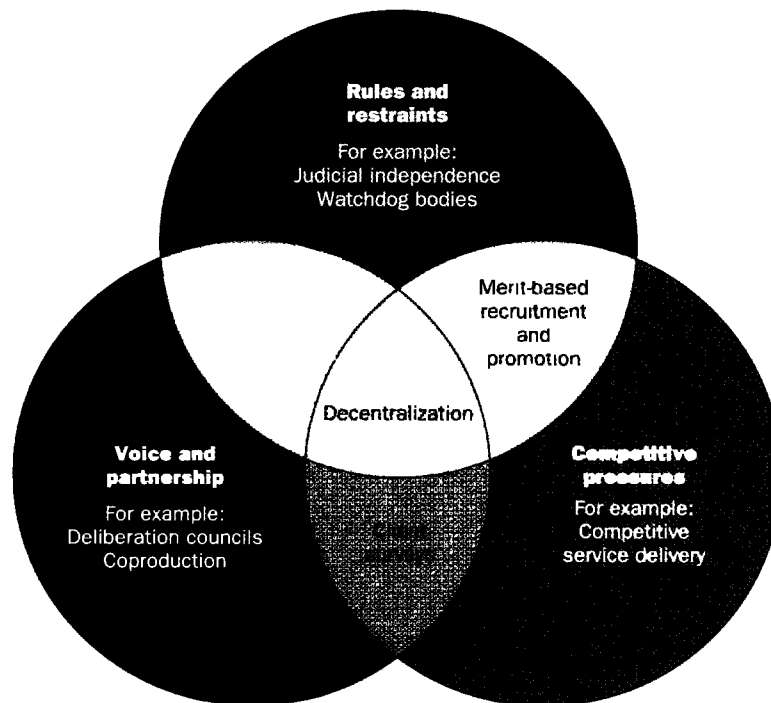 Rules and
restraints
For example:
Judicial independence
Watchdog bodies
Merit-based
recruitment
and
promotion
Decentralization
Voice and
partnership
For example:
Deliberation councils
Coproduction
Competitive
pressures
For example:
Competitive
service delivery